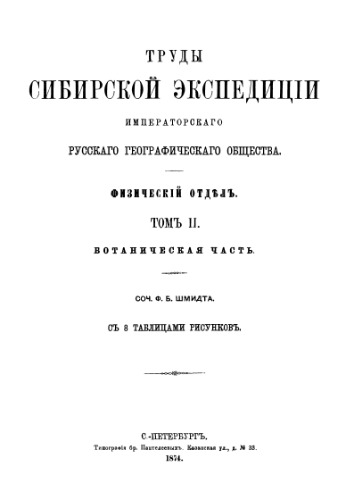 ТРУДЫ
СИБИРСКОЙ ЭКСПЕДИЦІИ
ИМПЕРАТОРСКАГО
РУССКАГО ГЕОГРАФИЧЕСКАГО ОБЩЕСТВА.
ФИЗИЧЕСКІЙ ОТДѢЛЪ.
ТОМЪ II.
БОТАНИЧЕСКАЯ ЧАСТЬ.
СОЧ. Ф. Б. ШМИДТА.
СЪ 8 ТАБЛИЦАМИ РИСУНКОВЪ.
С.-ПЕТЕРБУРГЪ,
Типографія бр. Пантелеевыхъ. Казанская ул., д. № 33.
1874.